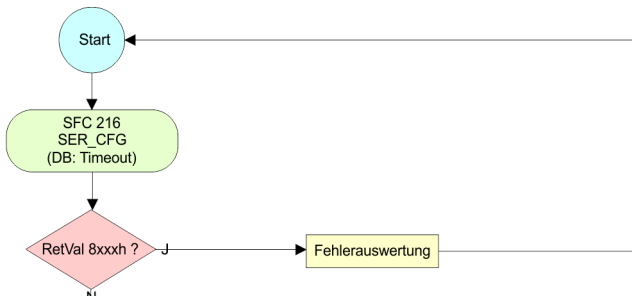 Start
SFC 216
SER_CFG
(DB: Timeout)
RetVal 8xxxh ?
J
Fehlerauswertung
N